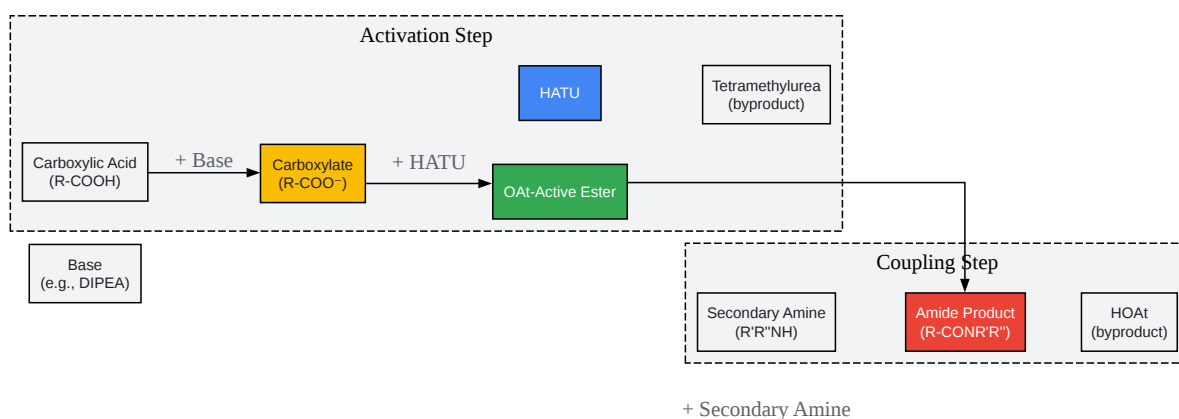 Activation Step
HATU
Tetramethylurea
(byproduct)
Carboxylic Acid
(R-COOH)
+ Base
Carboxylate
(R-COO⁻)
+ HATU
OAt-Active Ester
Base
(e.g., DIPEA)
Coupling Step
Secondary Amine
(R'R''NH)
Amide Product
(R-CONR'R'')
HOAt
(byproduct)
+ Secondary Amine